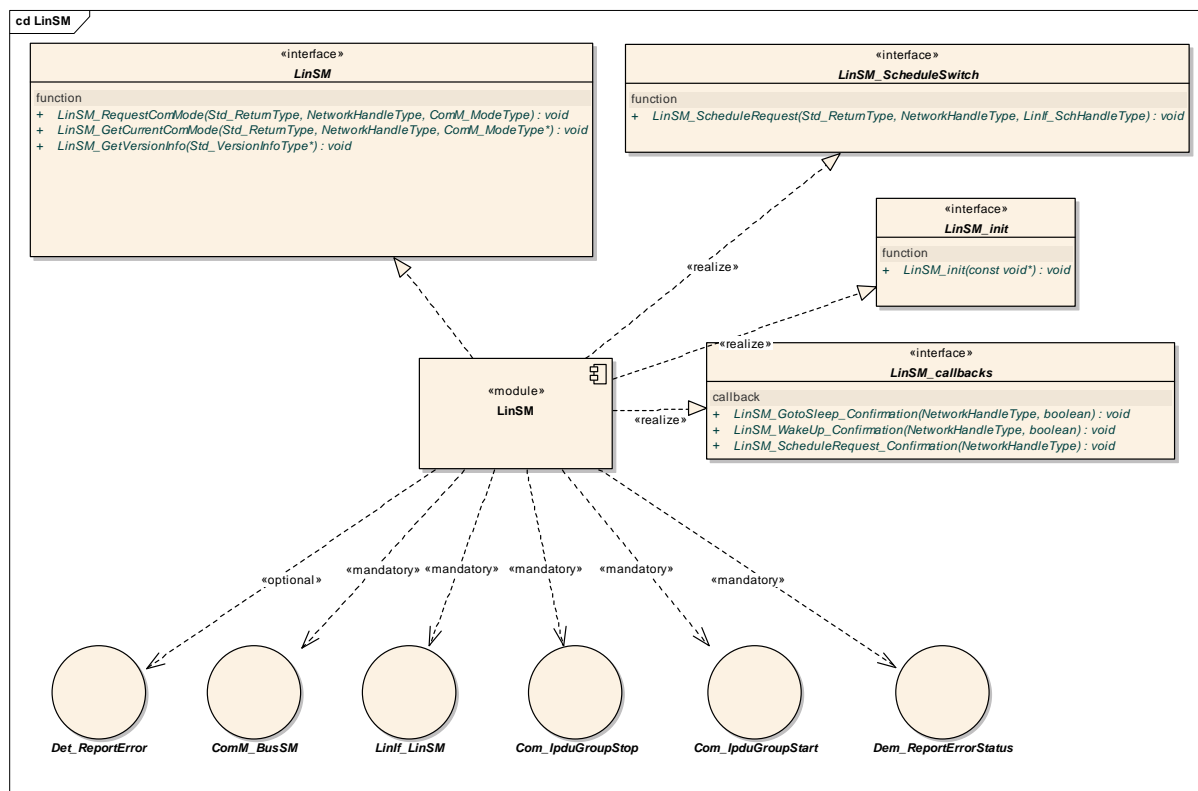 cd LinSM
«interface»
LinSM
function
+ LinSM_RequestComMode(Std_ReturnType, NetworkHandleType, ComM_ModeType) : void
+ LinSM_GetCurrentComMode(Std_ReturnType, NetworkHandleType, ComM_ModeType*) : void
+ LinSM_GetVersionInfo(Std_VersionInfoType*) : void
«interface»
LinSM_ScheduleSwitch
function
+ LinSM_ScheduleRequest(Std_ReturnType, NetworkHandleType, LinIf_SchHandleType) : void
«interface»
LinSM_init
function
+ LinSM_init(const void*) : void
«realize»
«realize»
«realize»
«interface»
LinSM_callbacks
callback
+ LinSM_GotoSleep_Confirmation(NetworkHandleType, boolean) : void
+ LinSM_WakeUp_Confirmation(NetworkHandleType, boolean) : void
+ LinSM_ScheduleRequest_Confirmation(NetworkHandleType) : void
«module»
LinSM
«optional»
«mandatory»
«mandatory»
«mandatory»
«mandatory»
«mandatory»
Det_ReportError
ComM_BusSM
LinIf_LinSM
Com_IpduGroupStop
Com_IpduGroupStart
Dem_ReportErrorStatus